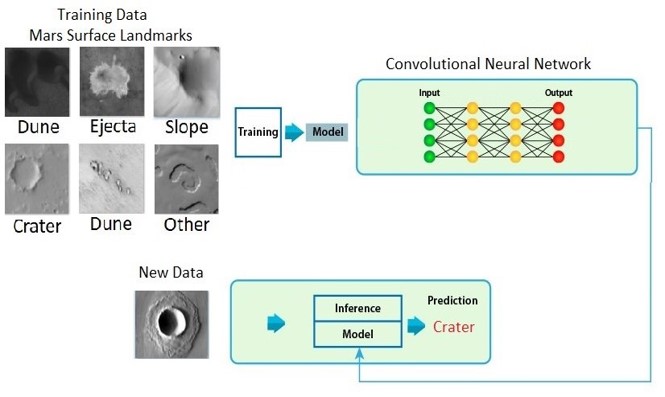 Training Data
Mars Surface Landmarks
Dune
Ejecta
Slope
Crater
Dune
Other
Training
Model
Convolutional Neural Network
Input
Output
New Data
Inference
Model
Prediction
Crater